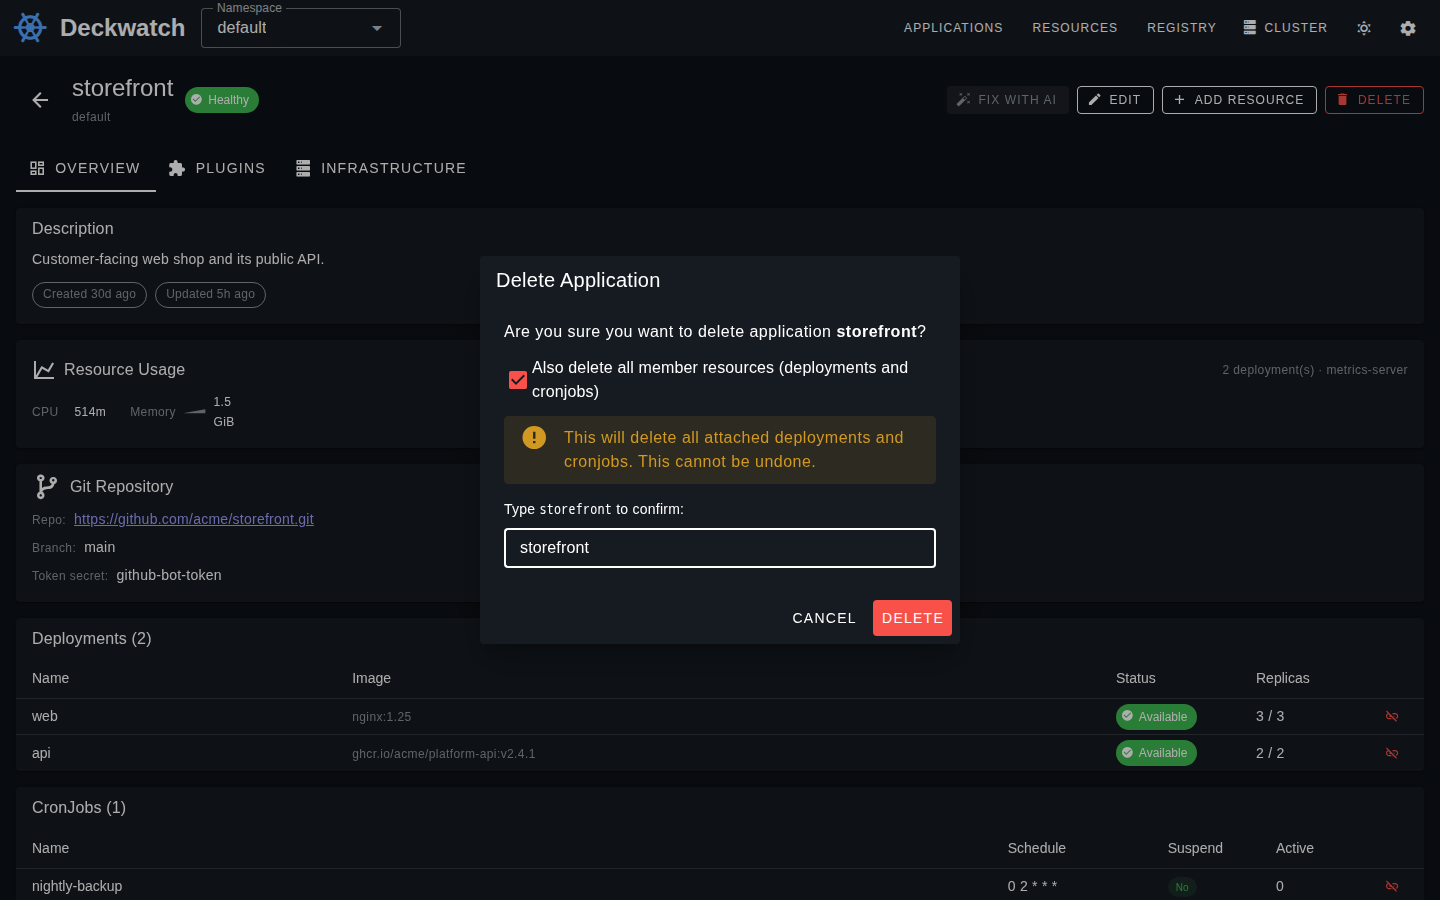 Deckwatch
Namespace
default
APPLICATIONS
RESOURCES
REGISTRY
CLUSTER
storefront
default
Healthy
FIX WITH AI
EDIT
ADD RESOURCE
DELETE
OVERVIEW
PLUGINS
INFRASTRUCTURE
Description
Customer-facing web shop and its public API.
Created 30d ago
Updated 5h ago
Resource Usage
2 deployment(s) · metrics-server
CPU
514m
Memory
1.5
GiB
Git Repository
Repo: https://github.com/acme/storefront.git
Branch: main
Token secret: github-bot-token
Delete Application
Are you sure you want to delete application storefront?
Also delete all member resources (deployments and
cronjobs)
This will delete all attached deployments and
cronjobs. This cannot be undone.
Type storefront to confirm:
storefront
CANCEL
DELETE
Deployments (2)
Name Image Status Replicas
web nginx:1.25 Available 3 / 3
api ghcr.io/acme/platform-api:v2.4.1 Available 2 / 2
CronJobs (1)
Name Schedule Suspend Active
nightly-backup 0 2 * * * No 0